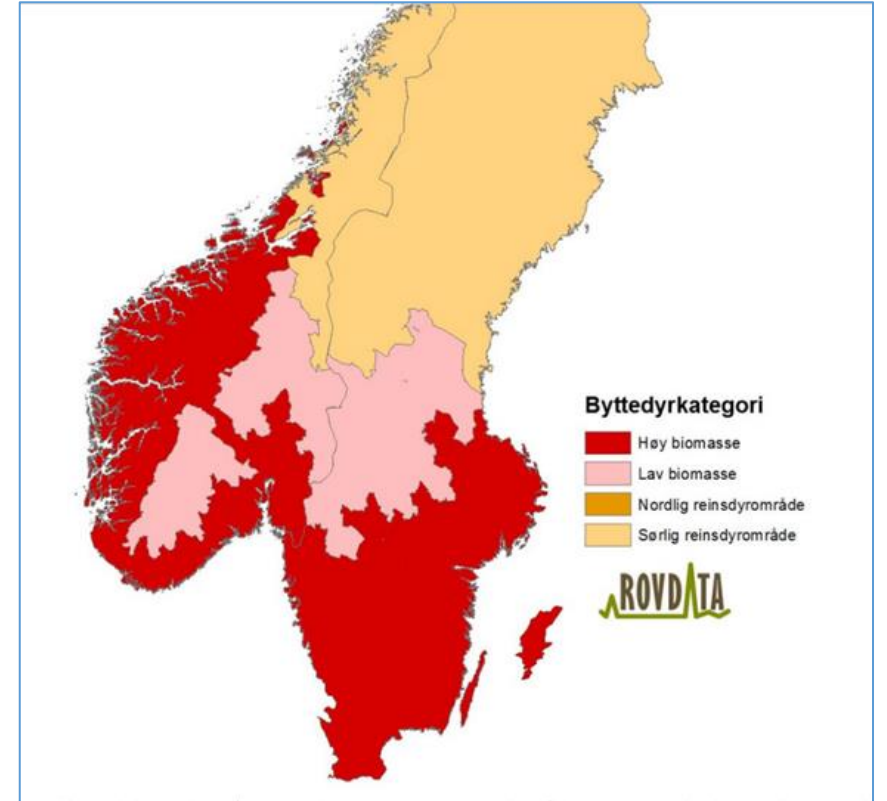 Byttedyrkategori
Høy biomasse
Lav biomasse
Nordlig reinsdyrområde
Sørlig reinsdyrområde
ROVDATA